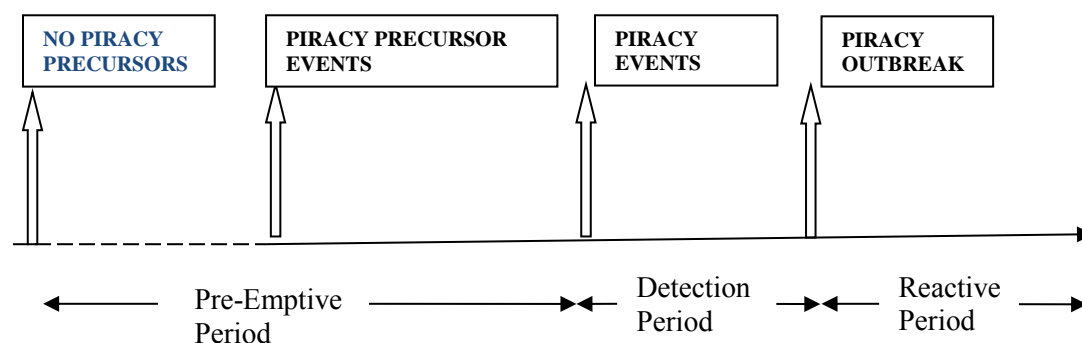 NO PIRACY
PRECURSORS
PIRACY PRECURSOR
EVENTS
PIRACY
EVENTS
PIRACY
OUTBREAK
Pre-Emptive
Period
Detection
Period
Reactive
Period